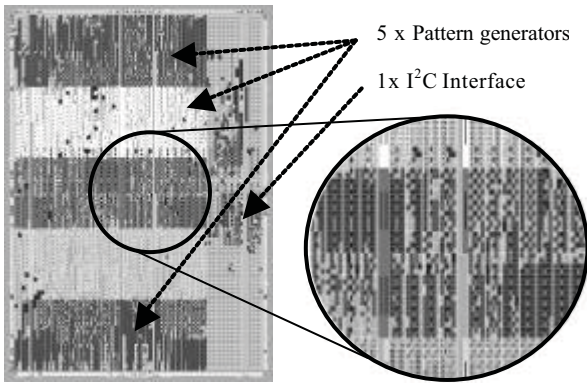 5 x Pattern generators
1x I²C Interface